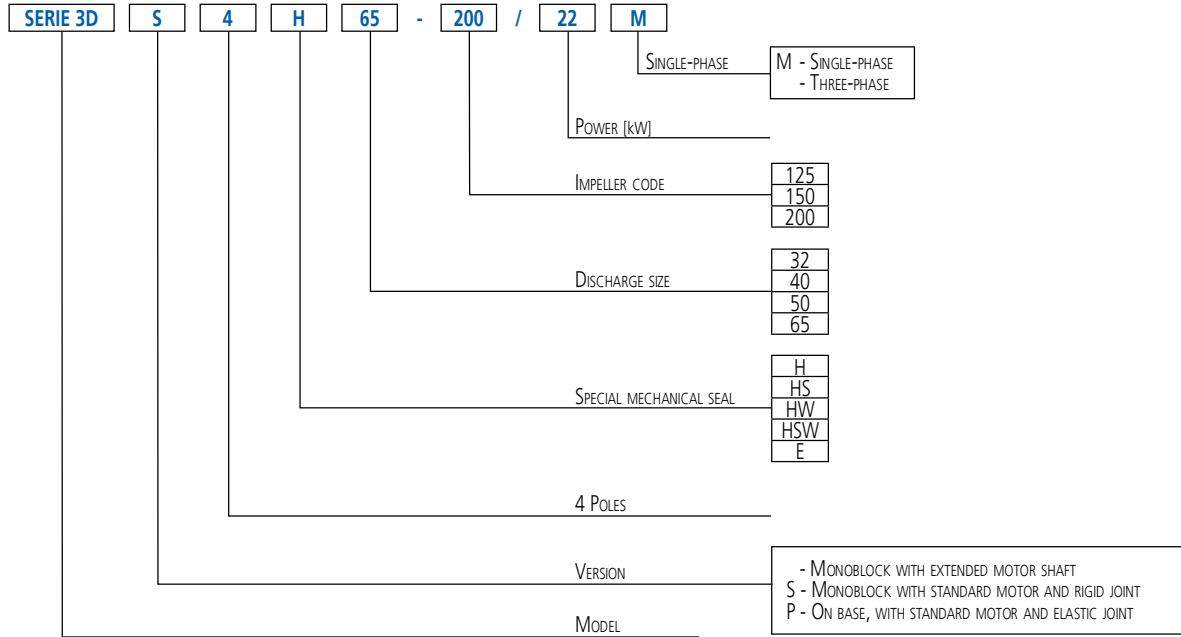 SERIE 3D S 4 H 65 - 200 / 22 M
Single-phase
M - Single-phase
- Three-phase
Power [kW]
Impeller code
125
150
200
Discharge size
32
40
50
65
Special mechanical seal
H
HS
HW
HSW
E
4 Poles
Version
- Monoblock with extended motor shaft
S - Monoblock with standard motor and rigid joint
P - On base, with standard motor and elastic joint
Model